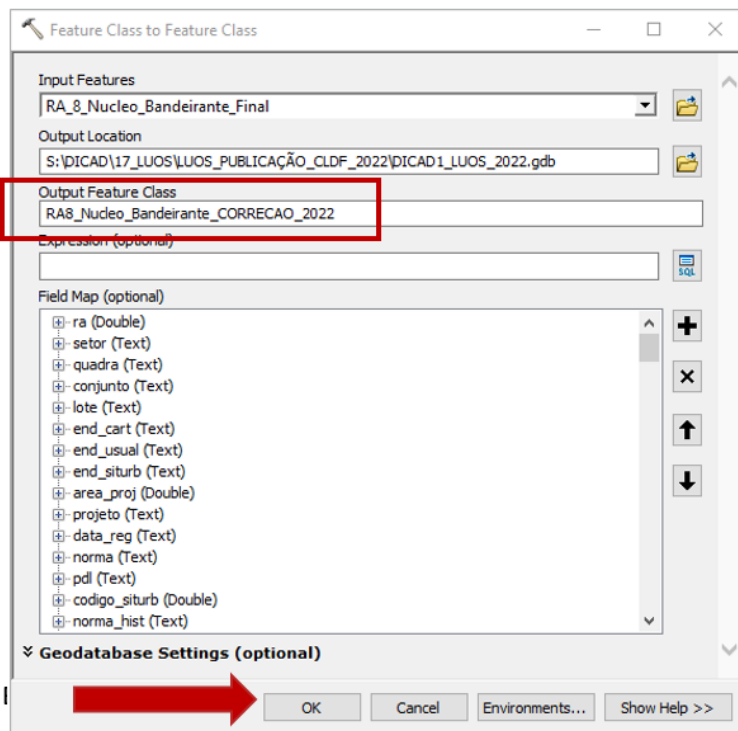 Feature Class to Feature Class
Input Features
RA_8_Nucleo_Bandeirante_Final
Output Location
S:\DICAD\17_LUOS\LUOS_PUBLICAÇÃO_CLDF_2022\DICAD1_LUOS_2022.gdb
Output Feature Class
RA8_Nucleo_Bandeirante_CORRECAO_2022
Expression (optional)
SQL
Field Map (optional)
ra (Double)
setor (Text)
quadra (Text)
conjunto (Text)
lote (Text)
end_cart (Text)
end_usual (Text)
end_siturb (Text)
area_proj (Double)
projeto (Text)
data_reg (Text)
norma (Text)
pdl (Text)
codigo_siturb (Double)
norma_hist (Text)
Geodatabase Settings (optional)
OK Cancel Environments... Show Help >>